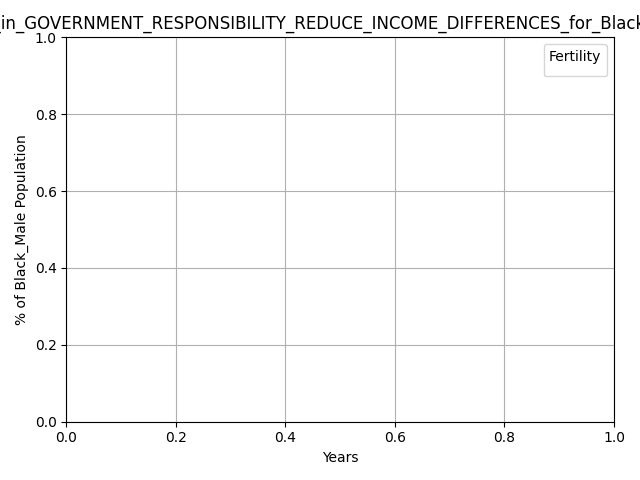 _in_GOVERNMENT_RESPONSIBILITY_REDUCE_INCOME_DIFFERENCES_for_Black
Fertility
% of Black_Male Population
1.0
0.8
0.6
0.4
0.2
0.0
0.0 0.2 0.4 0.6 0.8 1.0
Years